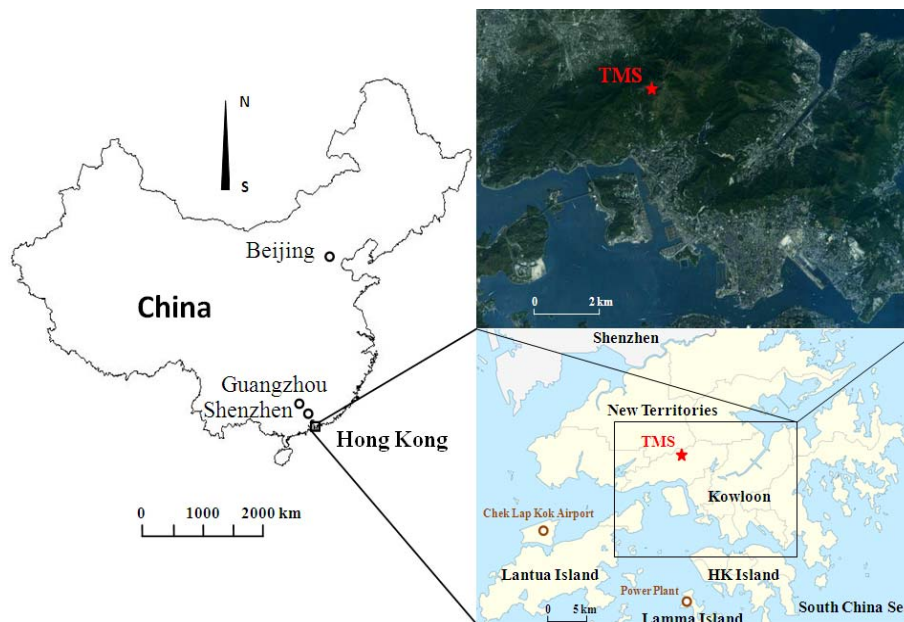 N
S
Beijing
China
Guangzhou
Shenzhen
Hong Kong
0 1000 2000 km
TMS
0 2 km
Shenzhen
New Territories
TMS
Kowloon
Chek Lap Kok Airport
Lantua Island
HK Island
Power Plant
0 5 km
Lamma Island
South China Se